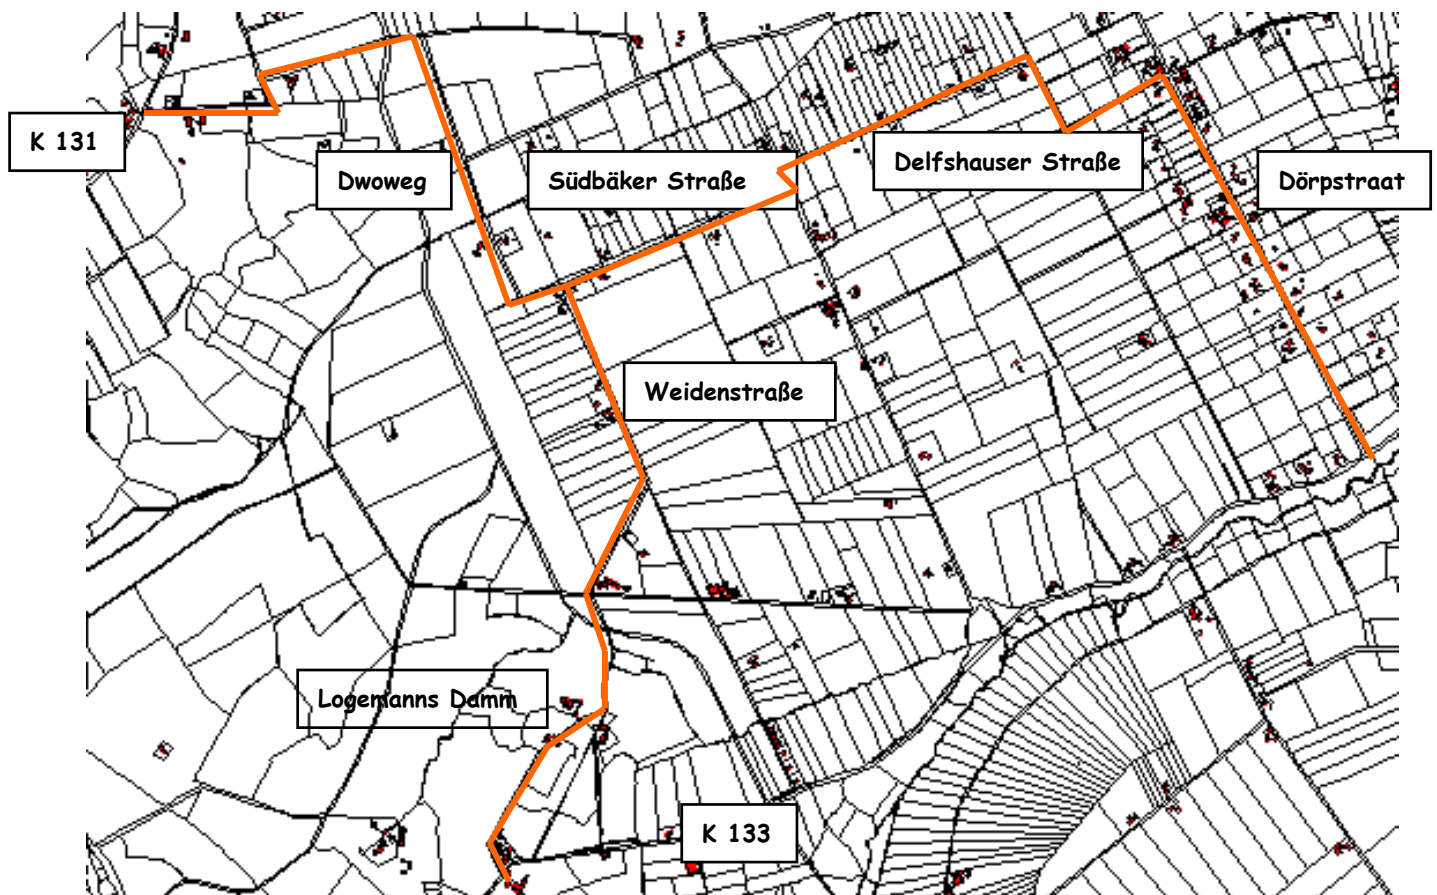 K 131
Dwoweg
Südbäker Straße
Delfshauser Straße
Dörpstraat
Weidenstraße
Logemanns Damm
K 133